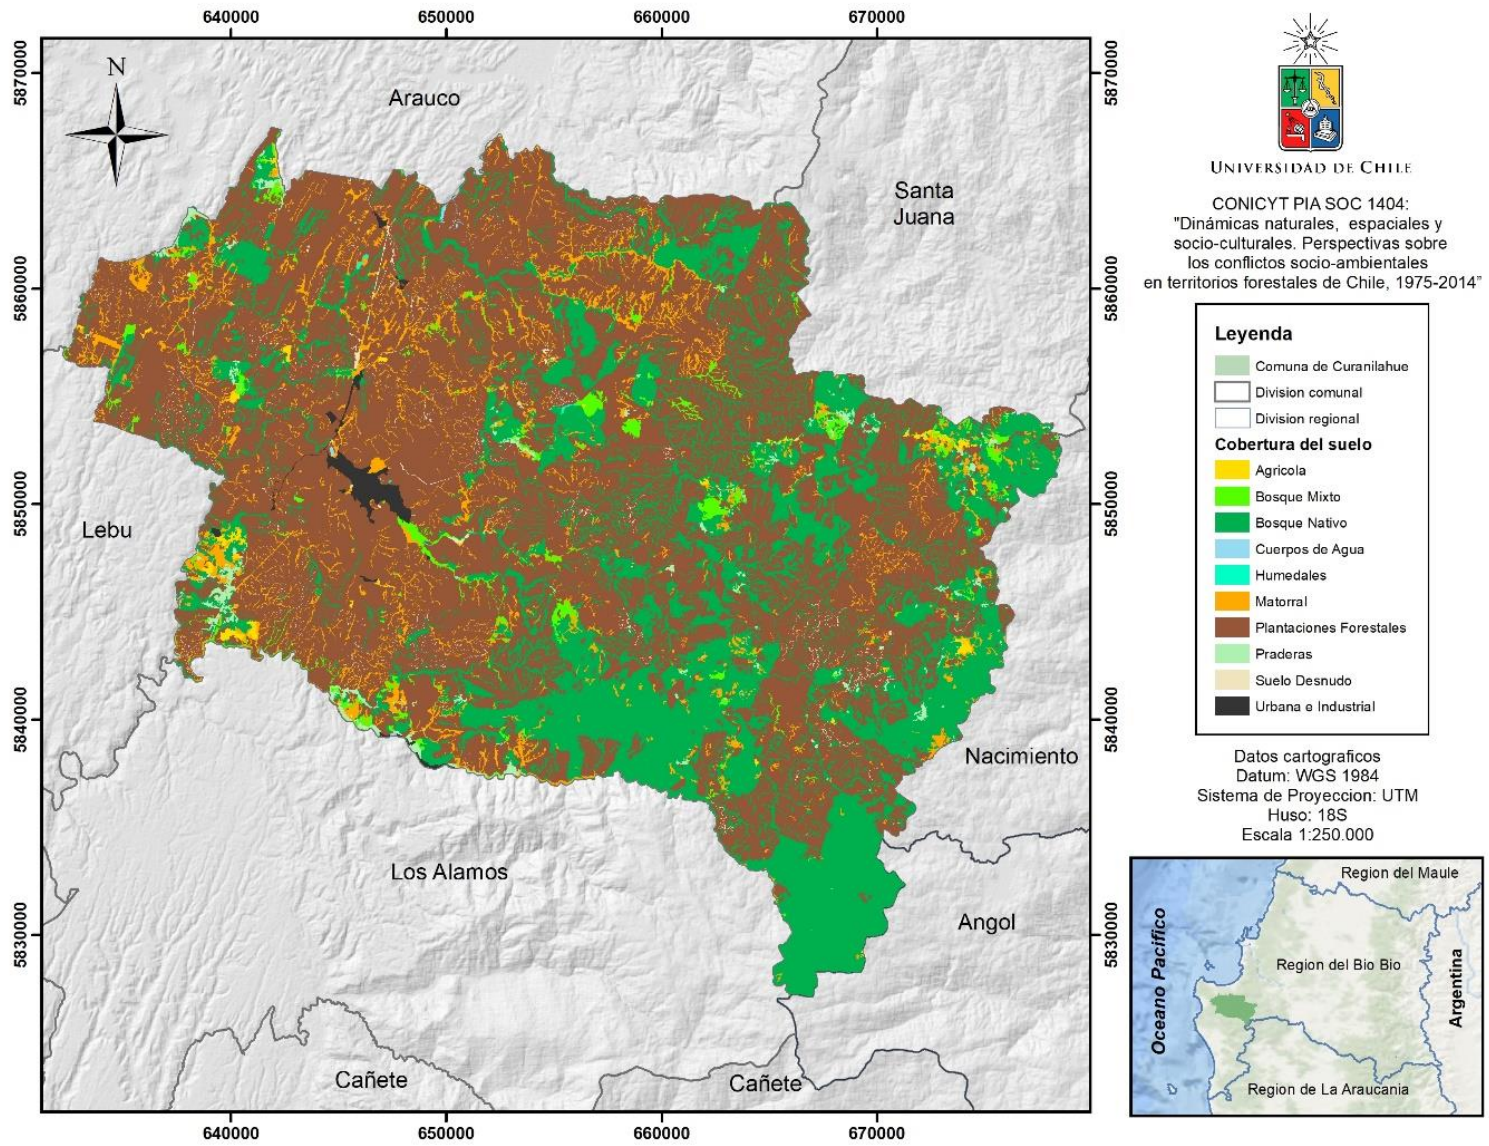 640000
650000
660000
670000
5870000
5860000
5850000
5840000
5830000
N
Arauco
Santa
Juana
Lebu
Nacimiento
Los Alamos
Angol
Cañete
Cañete
5870000
5860000
5850000
5840000
5830000
640000
650000
660000
670000
UNIVERSIDAD DE CHILE
CONICYT PIA SOC 1404:
"Dinámicas naturales, espaciales y
socio-culturales. Perspectivas sobre
los conflictos socio-ambientales
en territorios forestales de Chile, 1975-2014"
Leyenda
Comuna de Curanilahue
Division comunal
Division regional
Cobertura del suelo
Agricola
Bosque Mixto
Bosque Nativo
Cuerpos de Agua
Humedales
Matorral
Plantaciones Forestales
Praderas
Suelo Desnudo
Urbana e Industrial
Datos cartograficos
Datum: WGS 1984
Sistema de Proyeccion: UTM
Huso: 18S
Escala 1:250.000
Region del Maule
Oceano Pacifico
Region del Bio Bio
Argentina
Region de La Araucania